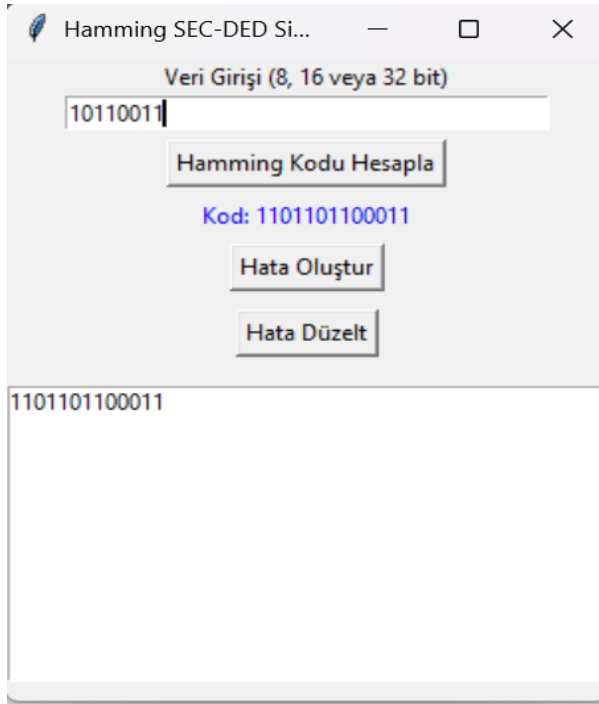 Hamming SEC-DED Si...
Veri Girişi (8, 16 veya 32 bit)
10110011
Hamming Kodu Hesapla
Kod: 1101101100011
Hata Oluştur
Hata Düzelt
1101101100011